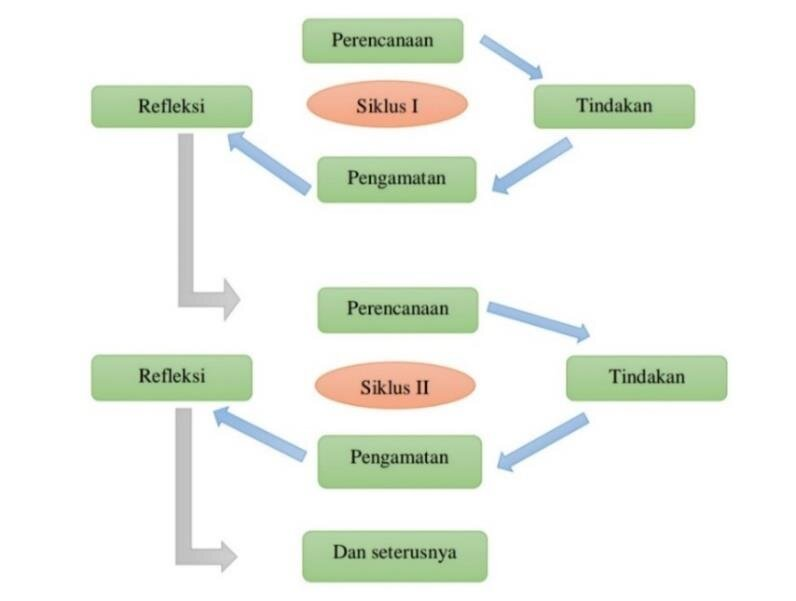 Perencanaan
Refleksi
Siklus I
Tindakan
Pengamatan
Perencanaan
Refleksi
Siklus II
Tindakan
Pengamatan
Dan seterusnya